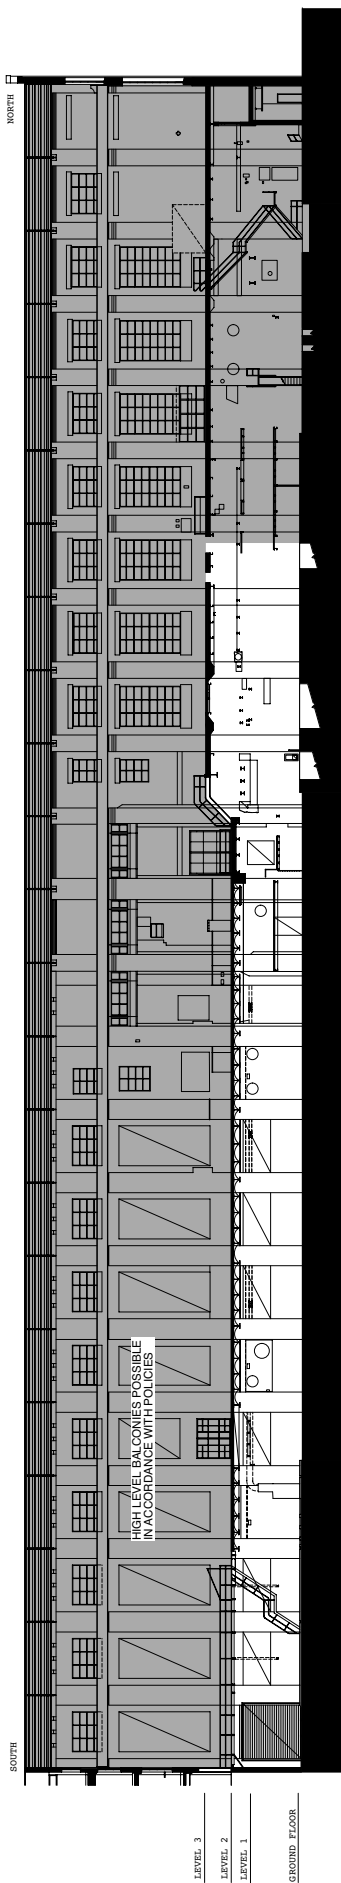 NORTH
HIGH LEVEL BALCONIES POSSIBLE
IN ACCORDANCE WITH POLICIES
SOUTH
LEVEL 3
LEVEL 2
LEVEL 1
GROUND FLOOR